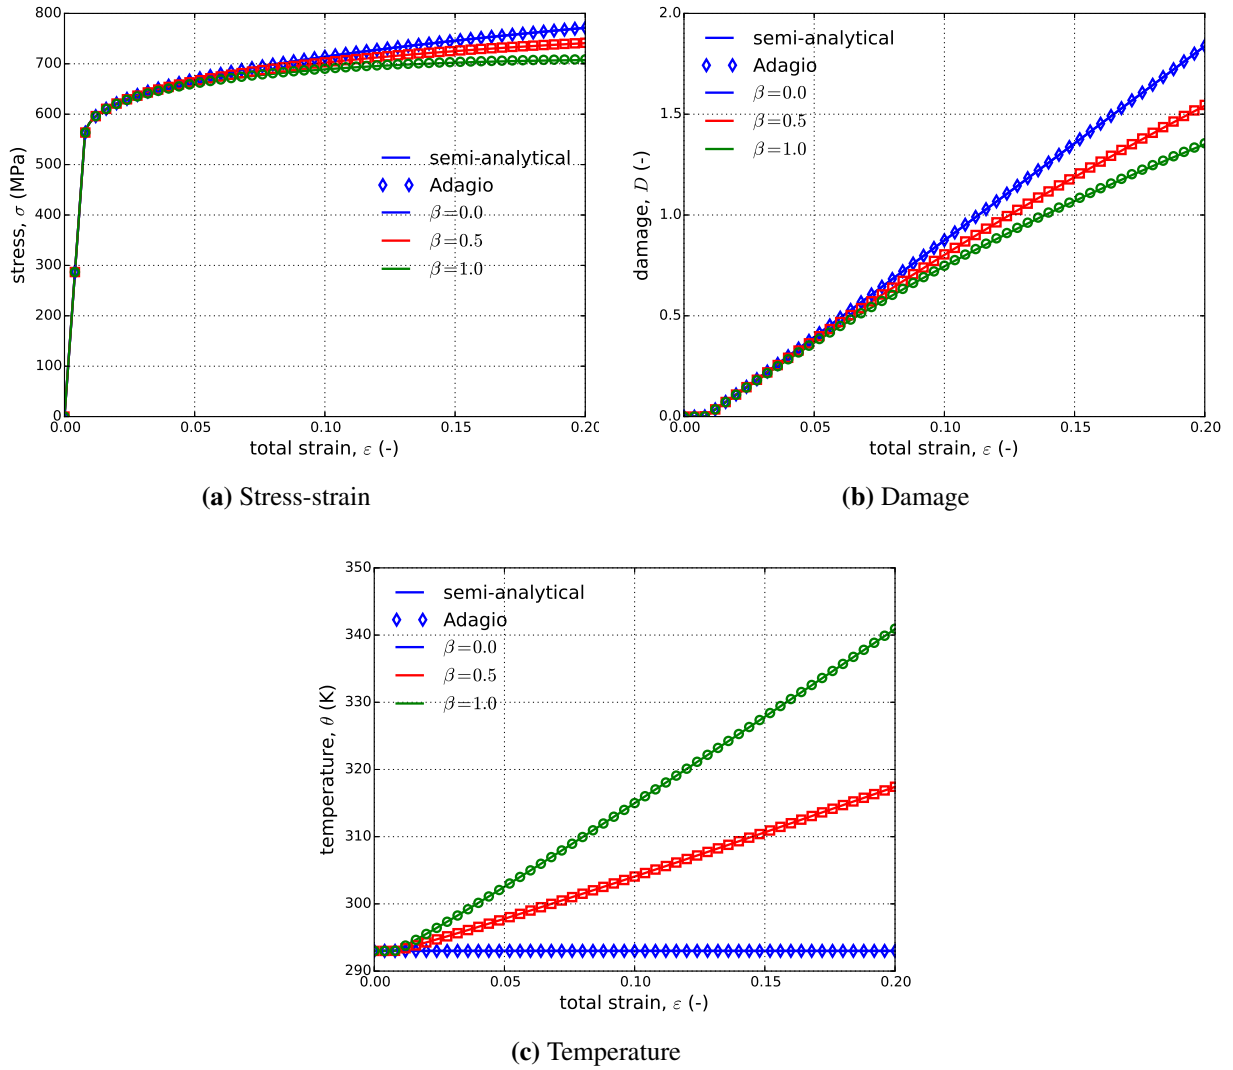 800
700
600
500
400
300
200
100
0
0.00 0.05 0.10 0.15 0.20
stress, σ (MPa)
total strain, ε (-)
semi-analytical
Adagio
β=0.0
β=0.5
β=1.0
(a) Stress-strain
2.0
1.5
1.0
0.5
0.0
0.00 0.05 0.10 0.15 0.20
damage, D (-)
total strain, ε (-)
semi-analytical
Adagio
β=0.0
β=0.5
β=1.0
(b) Damage
350
340
330
320
310
300
290
0.00 0.05 0.10 0.15 0.20
temperature, θ (K)
total strain, ε (-)
semi-analytical
Adagio
β=0.0
β=0.5
β=1.0
(c) Temperature